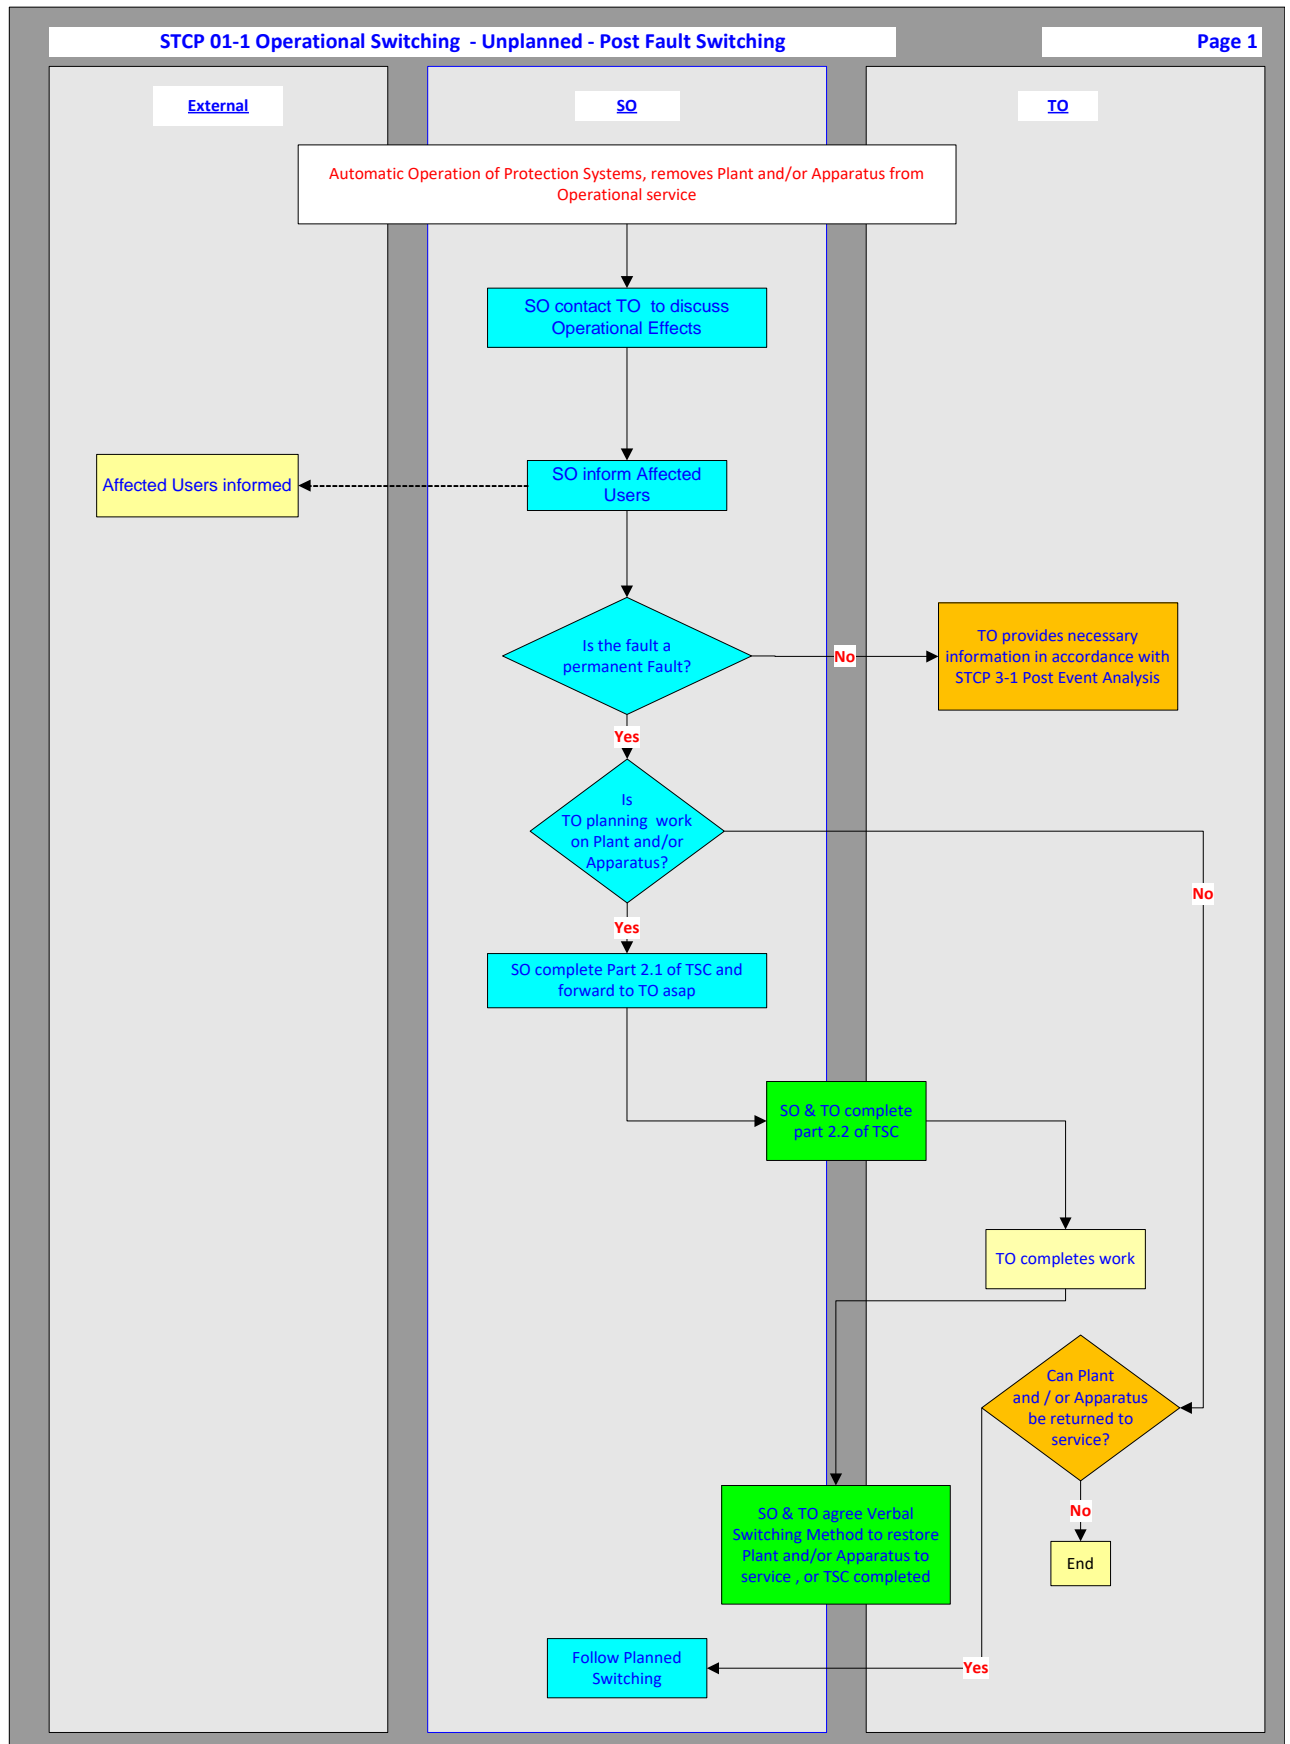 STCP 01-1 Operational Switching - Unplanned - Post Fault Switching
Page 1
External
SO
TO
Automatic Operation of Protection Systems, removes Plant and/or Apparatus from
Operational service
SO contact TO to discuss
Operational Effects
SO inform Affected
Users
Affected Users informed
Is the fault a
permanent Fault?
No
TO provides necessary
information in accordance with
STCP 3-1 Post Event Analysis
Yes
Is
TO planning work
on Plant and/or
Apparatus?
No
Yes
SO complete Part 2.1 of TSC and
forward to TO asap
SO & TO complete
part 2.2 of TSC
TO completes work
Can Plant
and / or Apparatus
be returned to
service?
No
End
SO & TO agree Verbal
Switching Method to restore
Plant and/or Apparatus to
service , or TSC completed
Follow Planned
Switching
Yes